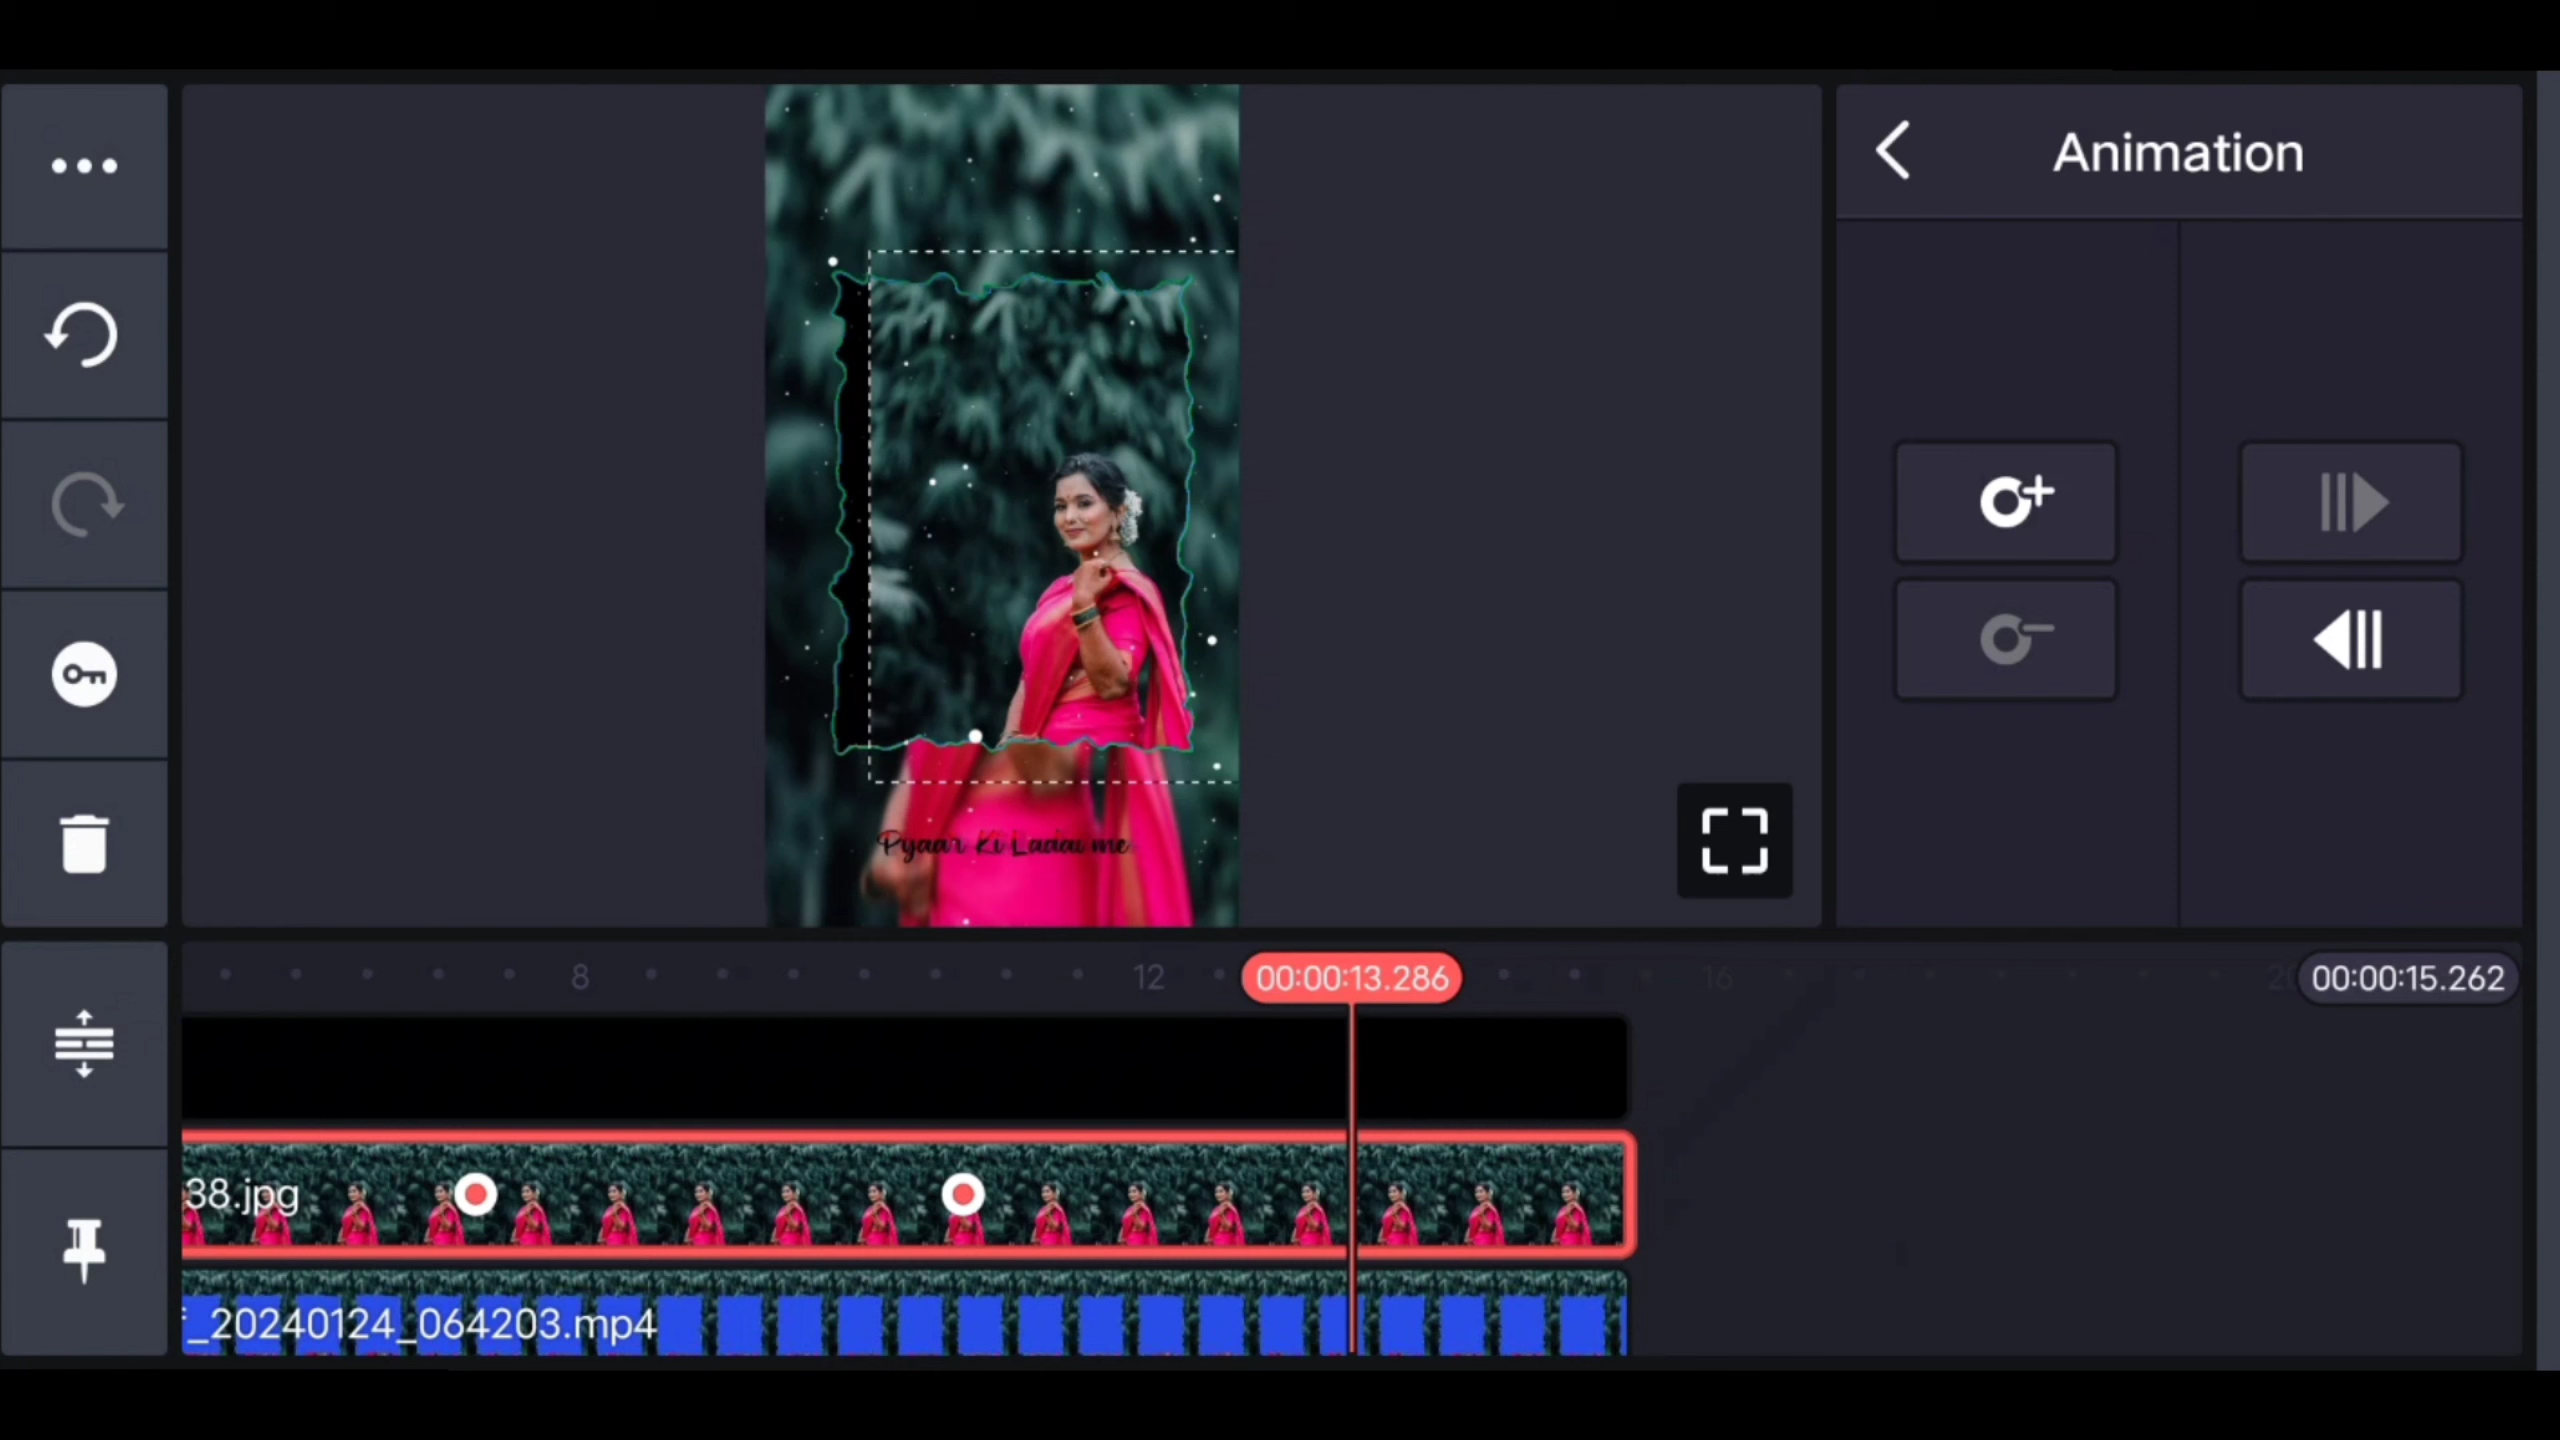 Animation
Pyaar Ki Ladai me
8
12
00:00:13.286
16
00:00:15.262
38.jpg
_20240124_064203.mp4